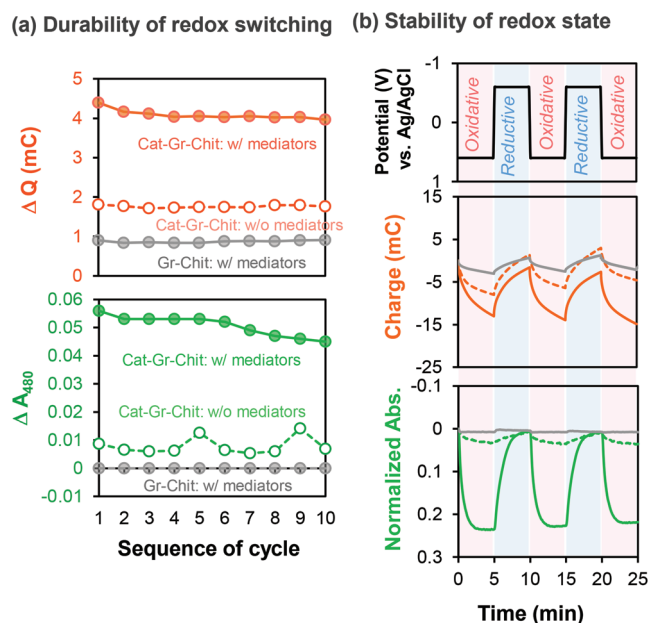 (a) Durability of redox switching
5
4
3
2
1
0
Δ Q (mC)
Cat-Gr-Chit: w/ mediators
Cat-Gr-Chit: w/o mediators
Gr-Chit: w/ mediators
0.06
0.05
0.04
0.03
0.02
0.01
0
-0.01
Δ A480
Cat-Gr-Chit: w/ mediators
Cat-Gr-Chit: w/o mediators
Gr-Chit: w/ mediators
1 2 3 4 5 6 7 8 9 10
Sequence of cycle
(b) Stability of redox state
-1
0
1
Potential (V)
vs. Ag/AgCl
Oxidative
Reductive
Oxidative
Reductive
Oxidative
15
5
-5
-15
-25
Charge (mC)
-0.1
0
0.1
0.2
0.3
Normalized Abs.
0 5 10 15 20 25
Time (min)